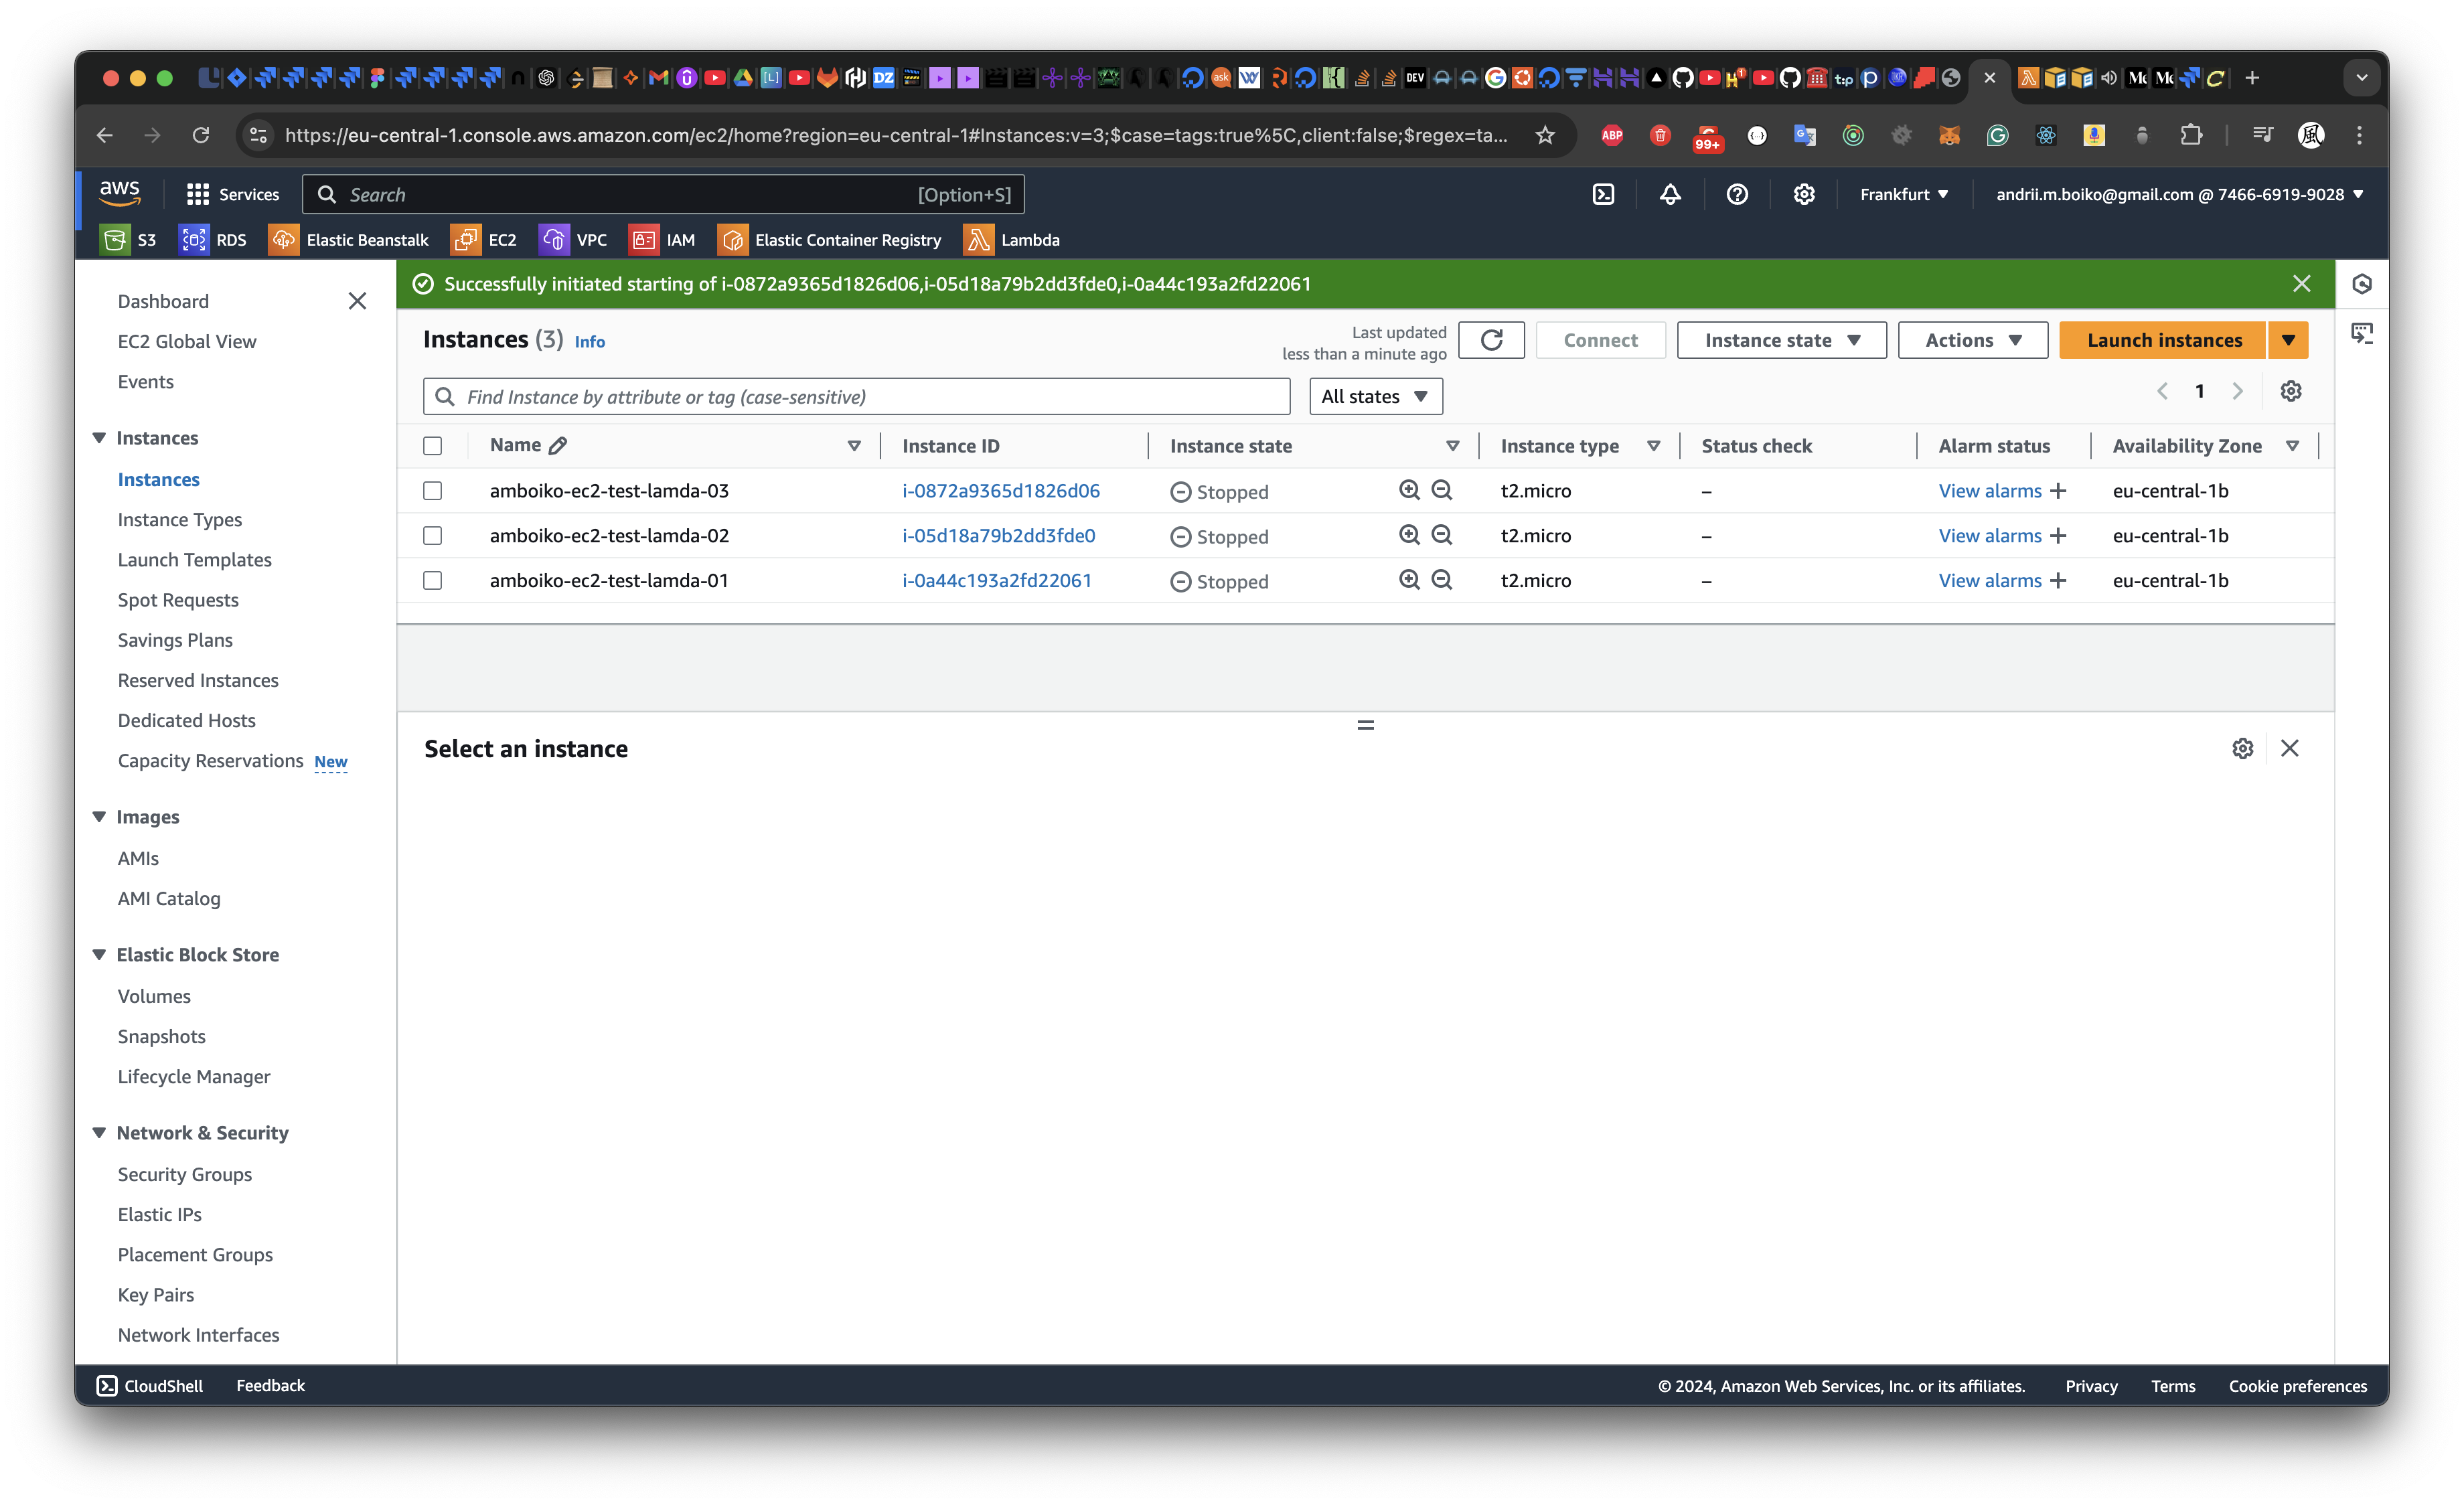 https://eu-central-1.console.aws.amazon.com/ec2/home?region=eu-central-1#Instances:v=3;$case=tags:true%5C,client:false;$regex=ta...
ABP
99+
aws
Services
Search
[Option+S]
Frankfurt
andrii.m.boiko@gmail.com @ 7466-6919-9028
S3
RDS
Elastic Beanstalk
EC2
VPC
IAM
Elastic Container Registry
Lambda
Dashboard
EC2 Global View
Events
Instances
Instances
Instance Types
Launch Templates
Spot Requests
Savings Plans
Reserved Instances
Dedicated Hosts
Capacity Reservations New
Images
AMIs
AMI Catalog
Elastic Block Store
Volumes
Snapshots
Lifecycle Manager
Network & Security
Security Groups
Elastic IPs
Placement Groups
Key Pairs
Network Interfaces
Successfully initiated starting of i-0872a9365d1826d06,i-05d18a79b2dd3fde0,i-0a44c193a2fd22061
Instances (3) Info
Last updated
less than a minute ago
Connect
Instance state
Actions
Launch instances
Find Instance by attribute or tag (case-sensitive)
All states
1
Name Instance ID Instance state Instance type Status check Alarm status Availability Zone
amboiko-ec2-test-lamda-03 i-0872a9365d1826d06 Stopped t2.micro – View alarms + eu-central-1b
amboiko-ec2-test-lamda-02 i-05d18a79b2dd3fde0 Stopped t2.micro – View alarms + eu-central-1b
amboiko-ec2-test-lamda-01 i-0a44c193a2fd22061 Stopped t2.micro – View alarms + eu-central-1b
Select an instance
CloudShell
Feedback
© 2024, Amazon Web Services, Inc. or its affiliates.
Privacy
Terms
Cookie preferences